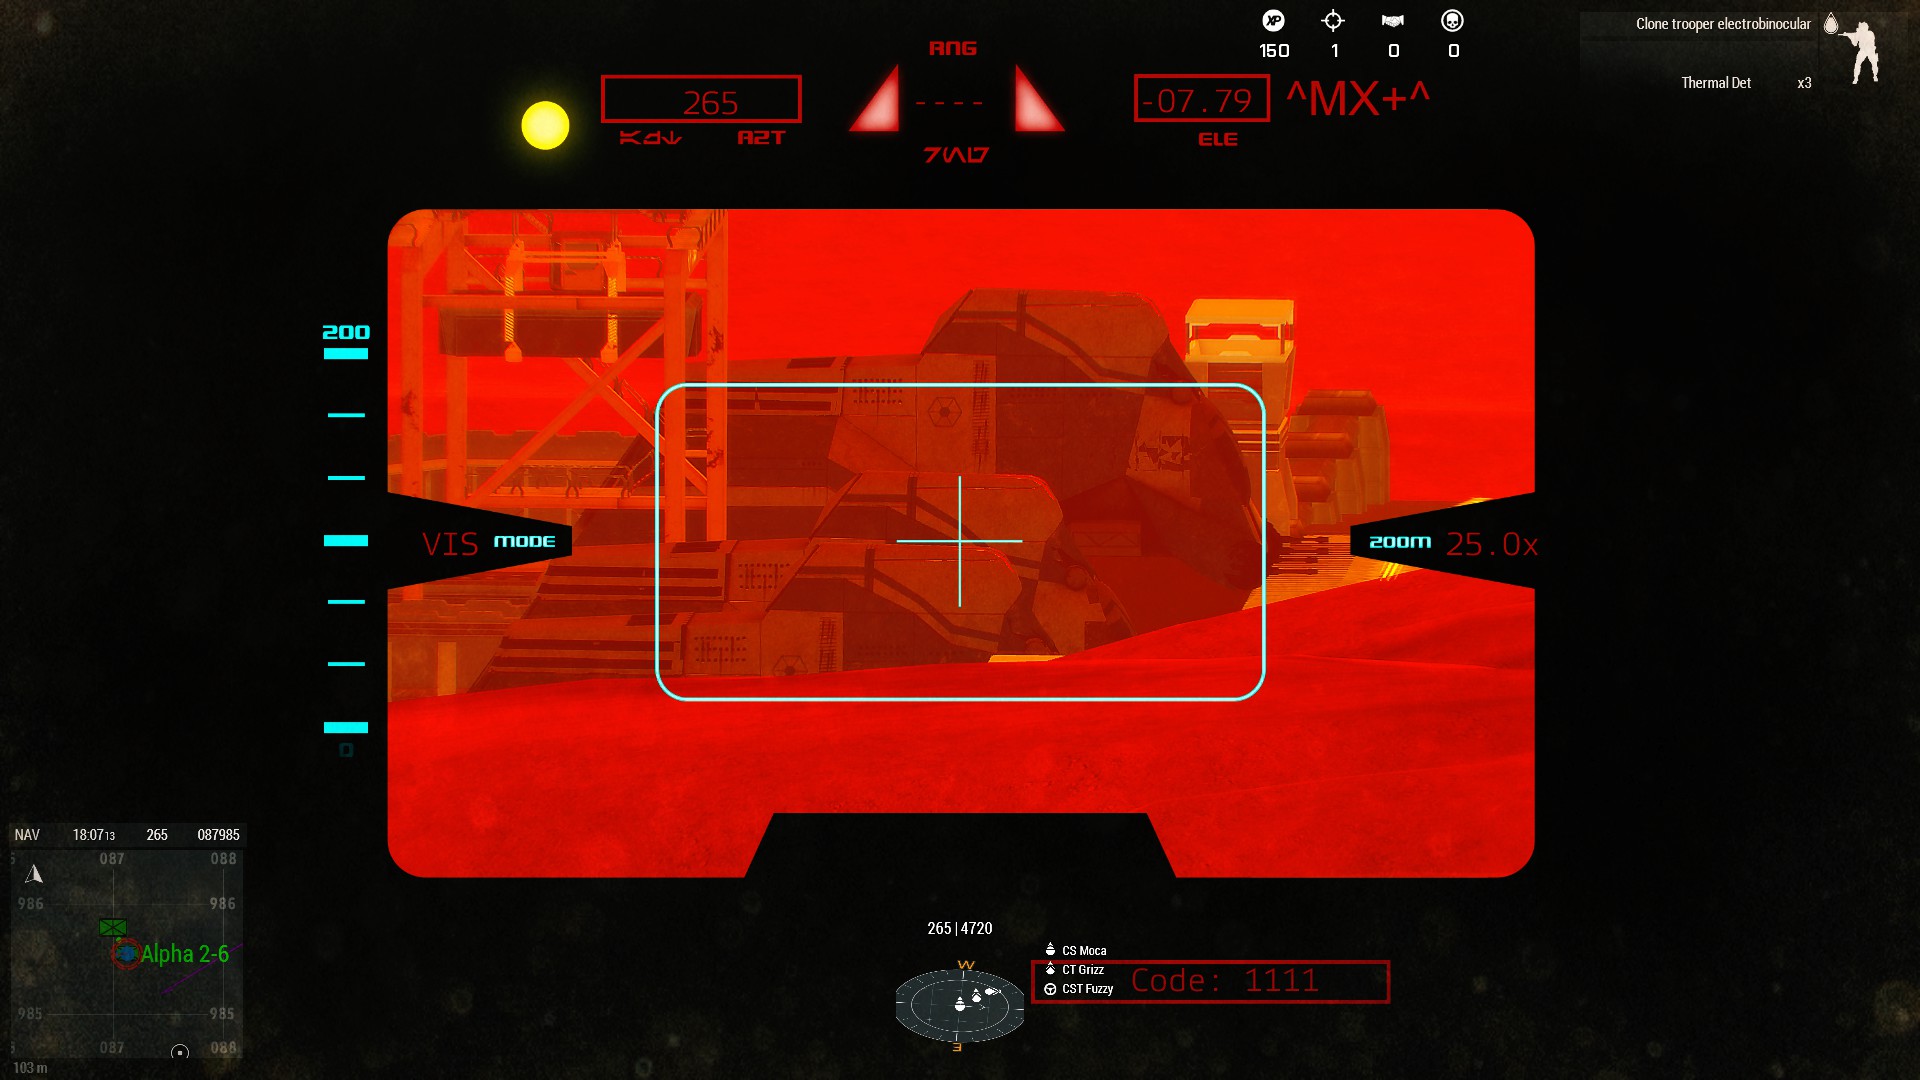 150 1 0 0
Clone trooper electrobinocular
Thermal Det x3
RNG
265
AZT
----
-07.79
ELE
^MX+^
200
VIS MODE
ZOOM 25.0x
0
NAV 18:07 13 265 087985
087 088
986 986
Alpha 2-6
985 985
087 088
103 m
265|4720
W
E
CS Moca
CT Grizz
CST Fuzzy
Code: 1111
XP